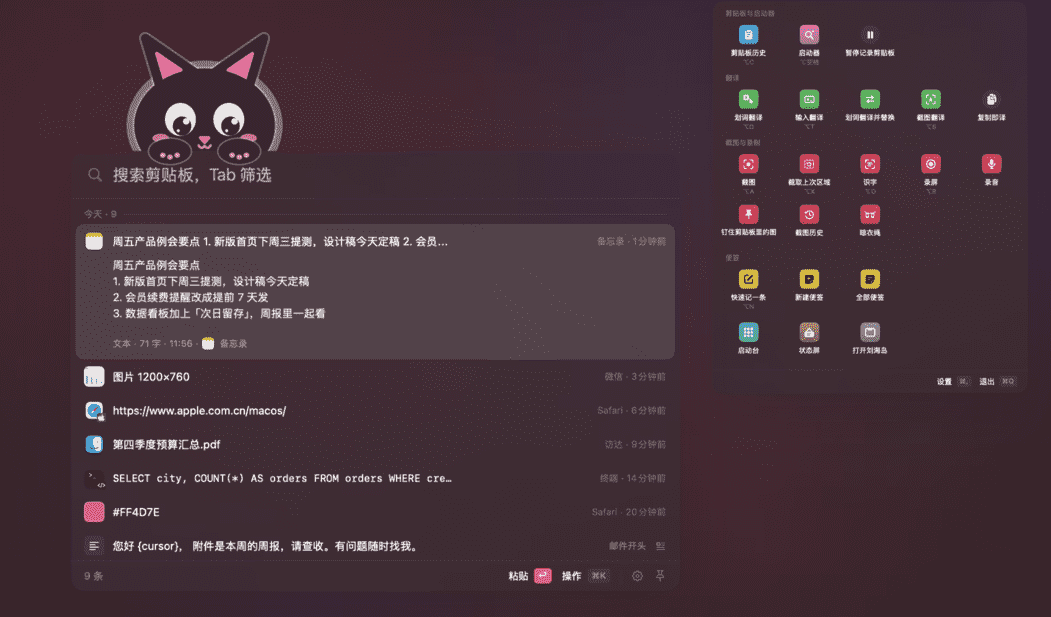 搜索剪贴板，Tab 筛选
今天 · 9
周五产品例会要点 1. 新版首页下周三提测，设计稿今天定稿 2. 会员…
备忘录 · 1分钟前
周五产品例会要点
1. 新版首页下周三提测，设计稿今天定稿
2. 会员续费提醒改成提前 7 天发
3. 数据看板加上「次日留存」，周报里一起看
文本 · 71 字 · 11:56 · 备忘录
图片 1200×760
微信 · 3分钟前
https://www.apple.com.cn/macos/
Safari · 6分钟前
第四季度预算汇总.pdf
访达 · 9分钟前
SELECT city, COUNT(*) AS orders FROM orders WHERE cre…
终端 · 14分钟前
#FF4D7E
Safari · 20分钟前
您好 {cursor}， 附件是本周的周报，请查收。有问题随时找我。
邮件开头
9 条
粘贴 操作 ⌘K
剪贴板与启动器
剪贴板历史 启动器 暂停记录剪贴板
⌥C ⌥空格
翻译
划词翻译 输入翻译 划词翻译并替换 截图翻译 复制即译
⌥D ⌥T ⌥S
截图与录制
截图 截取上次区域 识字 录屏 录音
⌥A ⌥X ⌥O ⌥R
钉住剪贴板里的图 截图历史 晾衣绳
便签
快速记一条 新建便签 全部便签
⌥N
启动台 状态屏 打开刘海岛
设置 ⌘, 退出 ⌘Q